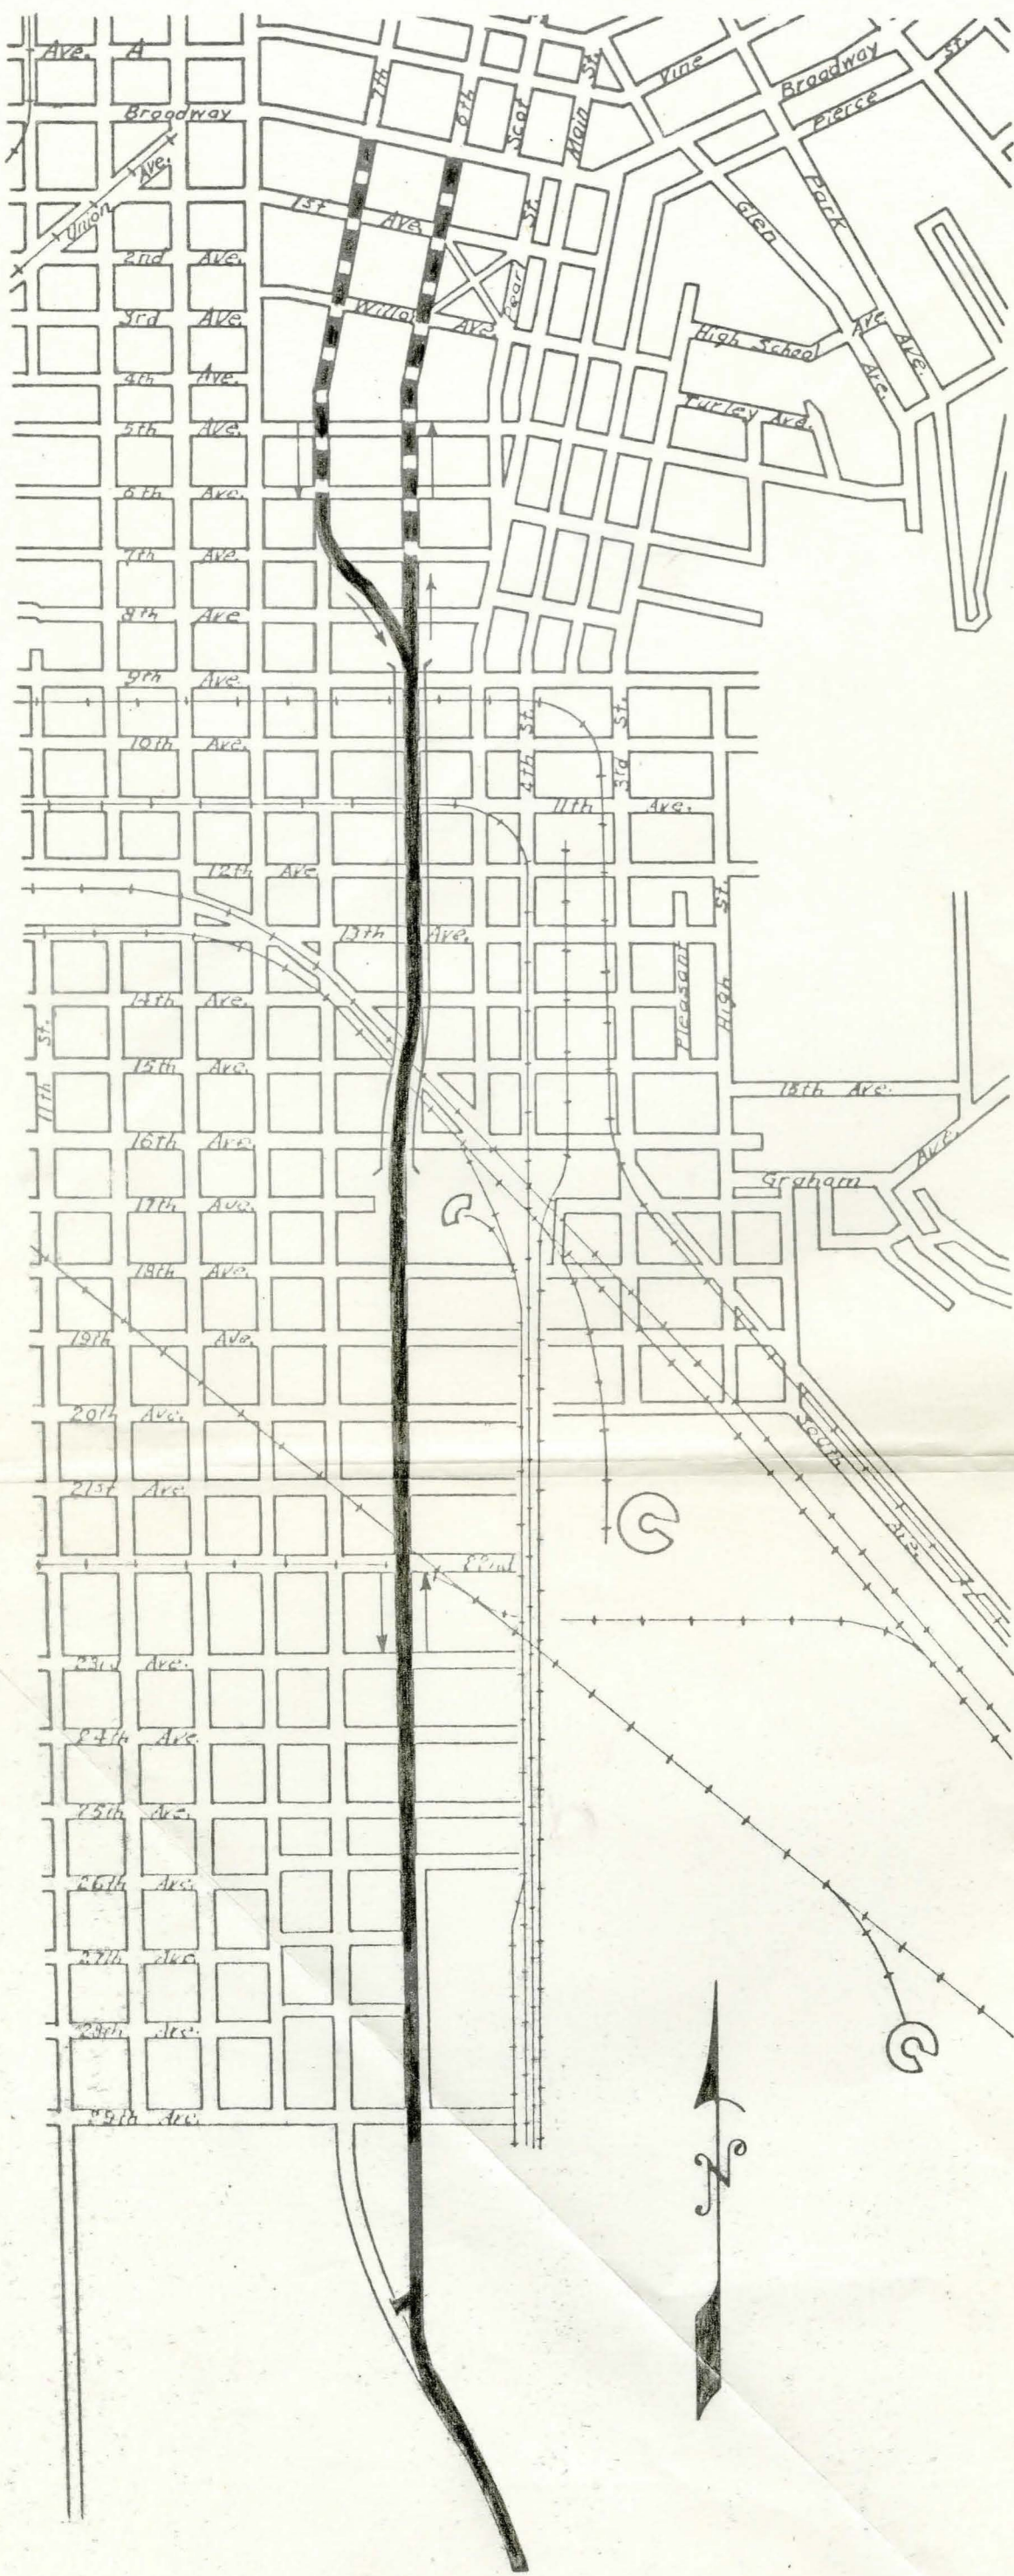 Ave. A
7th
6th
Scot
Main
St.
Vine
Broadway
St.
Pierce
Broadway
Union
Ave.
1st Ave.
St.
Glen
Park
Ave.
2nd Ave.
Pearl
3rd Ave.
Willow Ave.
High School
Ave.
Ave.
4th Ave.
Turley Ave.
5th Ave.
6th Ave.
7th Ave.
8th Ave
9th Ave.
10th Ave.
4th St.
3rd St.
11th Ave.
12th Ave
13th Ave.
Pleasant
High St.
14th Ave.
11th St.
15th Ave.
15th Ave.
16th Ave.
Graham Ave.
17th Ave.
18th Ave.
19th Ave.
20th Ave.
South Ave.
21st Ave.
22nd
23rd Ave.
24th Ave.
25th Ave.
26th Ave.
27th Ave.
28th Ave.
29th Ave.
N